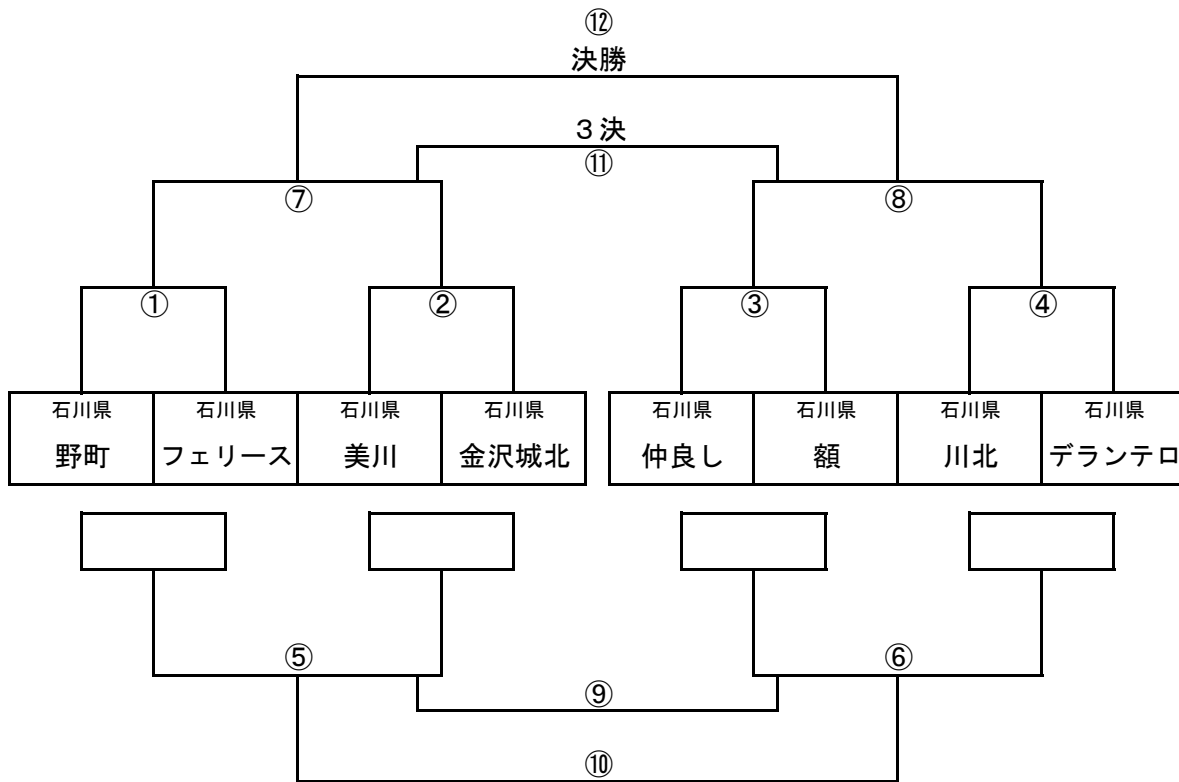 ⑫
決勝
３決
⑪
⑦ ⑧
① ② ③ ④
石川県 石川県 石川県 石川県 石川県 石川県 石川県 石川県
野町 フェリース 美川 金沢城北 仲良し 額 川北 デランテロ
⑤ ⑥
⑨
⑩